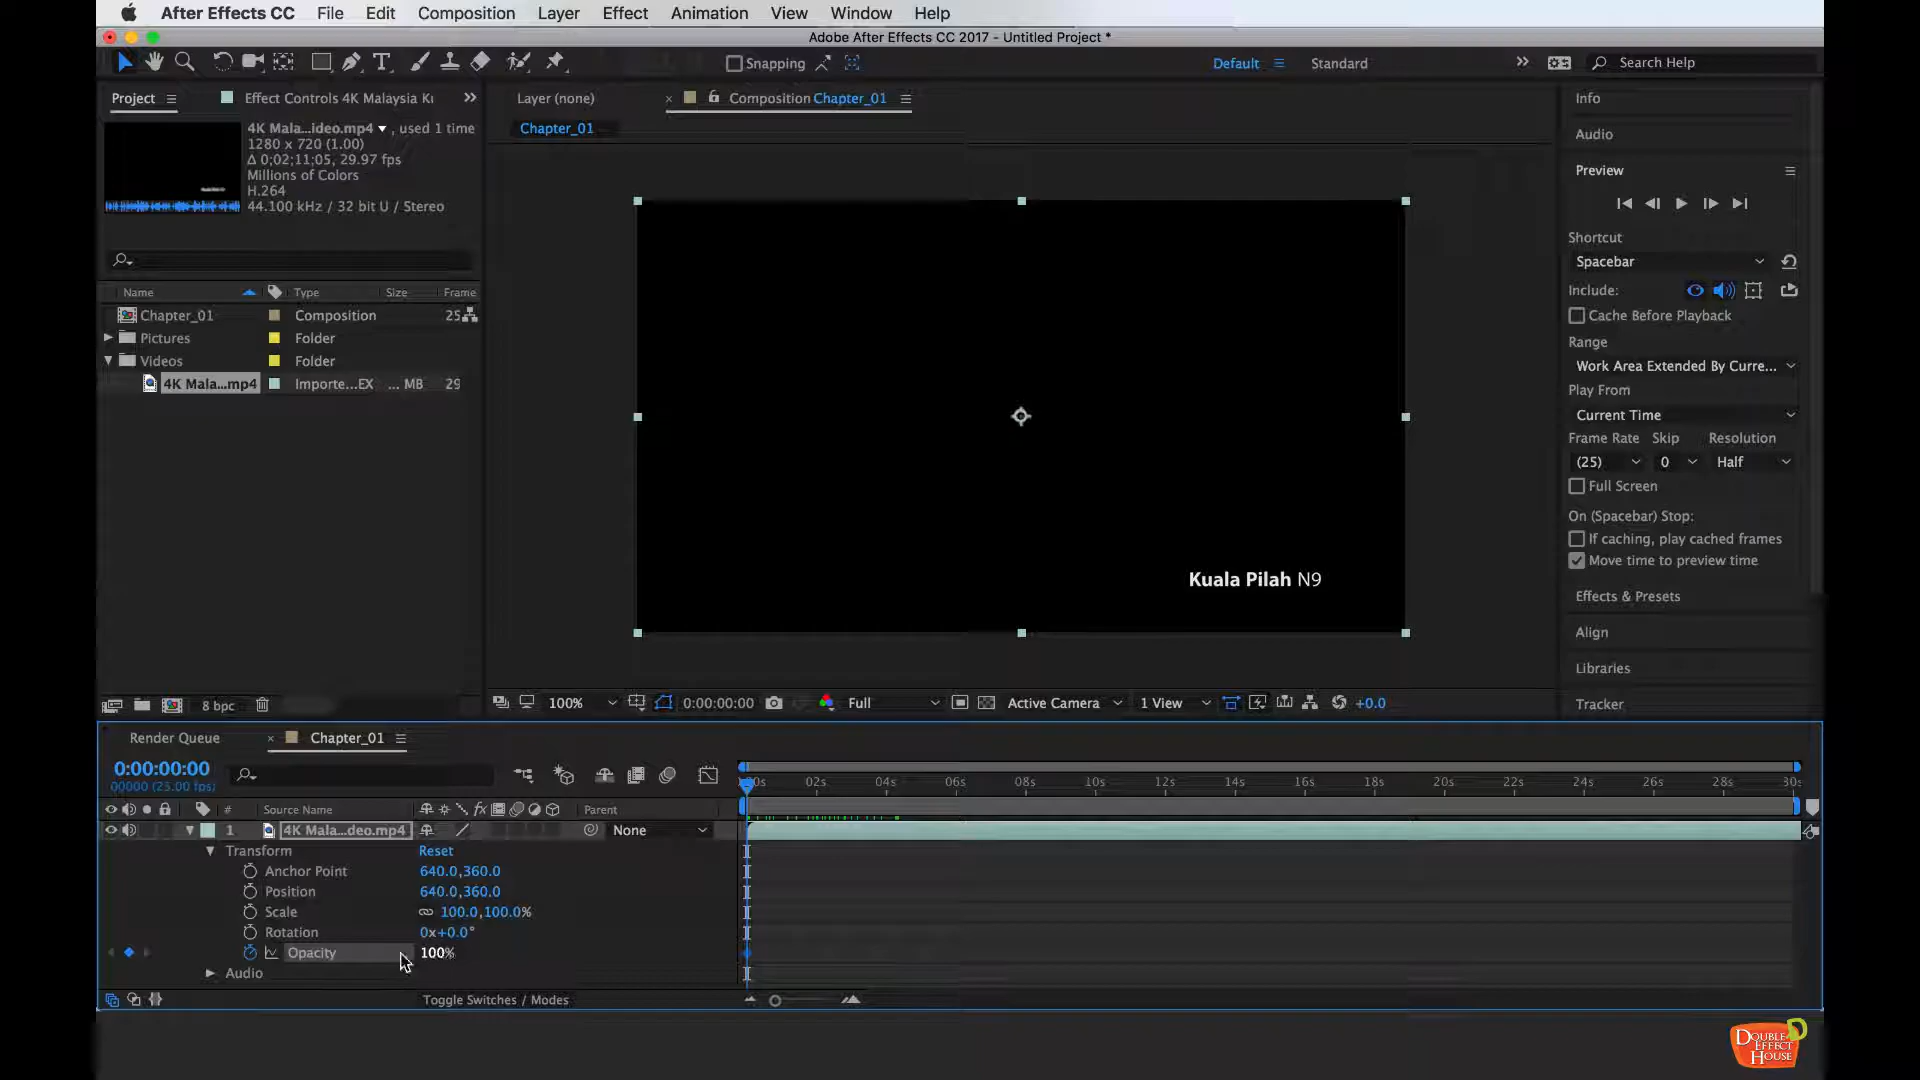 After Effects CC File Edit Composition Layer Effect Animation View Window Help
Adobe After Effects CC 2017 - Untitled Project *
Snapping Default Standard Search Help
Project Effect Controls 4K Malaysia Ku
4K Mala...ideo.mp4 , used 1 time
1280 x 720 (1.00)
Δ 0;02;11;05, 29.97 fps
Millions of Colors
H.264
44.100 kHz / 32 bit U / Stereo
Name Type Size Frame
Chapter_01 Composition 25
Pictures Folder
Videos Folder
4K Mala...mp4 Importe...EX ... MB 29
8 bpc
Layer (none) Composition Chapter_01
Chapter_01
Kuala Pilah N9
100% 0:00:00:00 Full Active Camera 1 View +0.0
Info
Audio
Preview
Shortcut
Spacebar
Include:
Cache Before Playback
Range
Work Area Extended By Curre...
Play From
Current Time
Frame Rate Skip Resolution
(25) 0 Half
Full Screen
On (Spacebar) Stop:
If caching, play cached frames
Move time to preview time
Effects & Presets
Align
Libraries
Tracker
Render Queue Chapter_01
0:00:00:00
00000 (25.00 fps)
02s 04s 06s 08s 10s 12s 14s 16s 18s 20s 22s 24s 26s 28s 30s
# Source Name fx Parent
1 4K Mala...deo.mp4 None
Transform Reset
Anchor Point 640.0,360.0
Position 640.0,360.0
Scale 100.0,100.0%
Rotation 0x+0.0°
Opacity 100%
Audio
Toggle Switches / Modes
DOUBLE
EFFECT
HOUSE